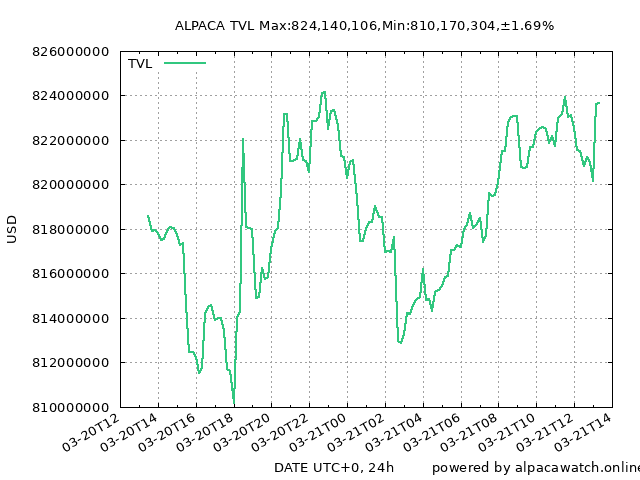 ALPACA TVL Max:824,140,106,Min:810,170,304,±1.69%
TVL
826000000
824000000
822000000
820000000
818000000
816000000
814000000
812000000
810000000
USD
03-20T12
03-20T14
03-20T16
03-20T18
03-20T20
03-20T22
03-21T00
03-21T02
03-21T04
03-21T06
03-21T08
03-21T10
03-21T12
03-21T14
DATE UTC+0, 24h
powered by alpacawatch.online